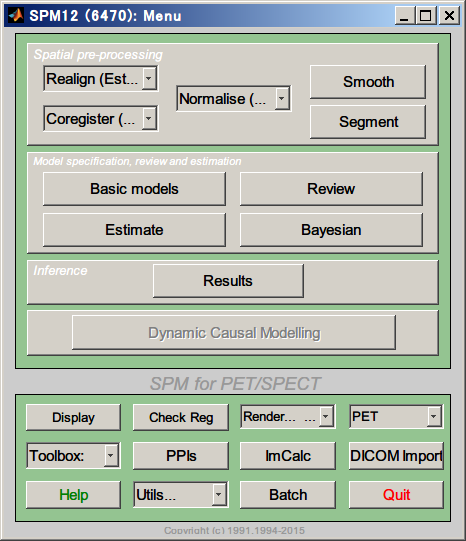 SPM12 (6470): Menu
Spatial pre-processing
Realign (Est...
Normalise (...
Smooth
Coregister (...
Segment
Model specification, review and estimation
Basic models
Review
Estimate
Bayesian
Inference
Results
Dynamic Causal Modelling
SPM for PET/SPECT
Display
Check Reg
Render... ...
PET
Toolbox:
PPIs
ImCalc
DICOM Import
Help
Utils...
Batch
Quit
Copyright (c) 1991,1994-2015